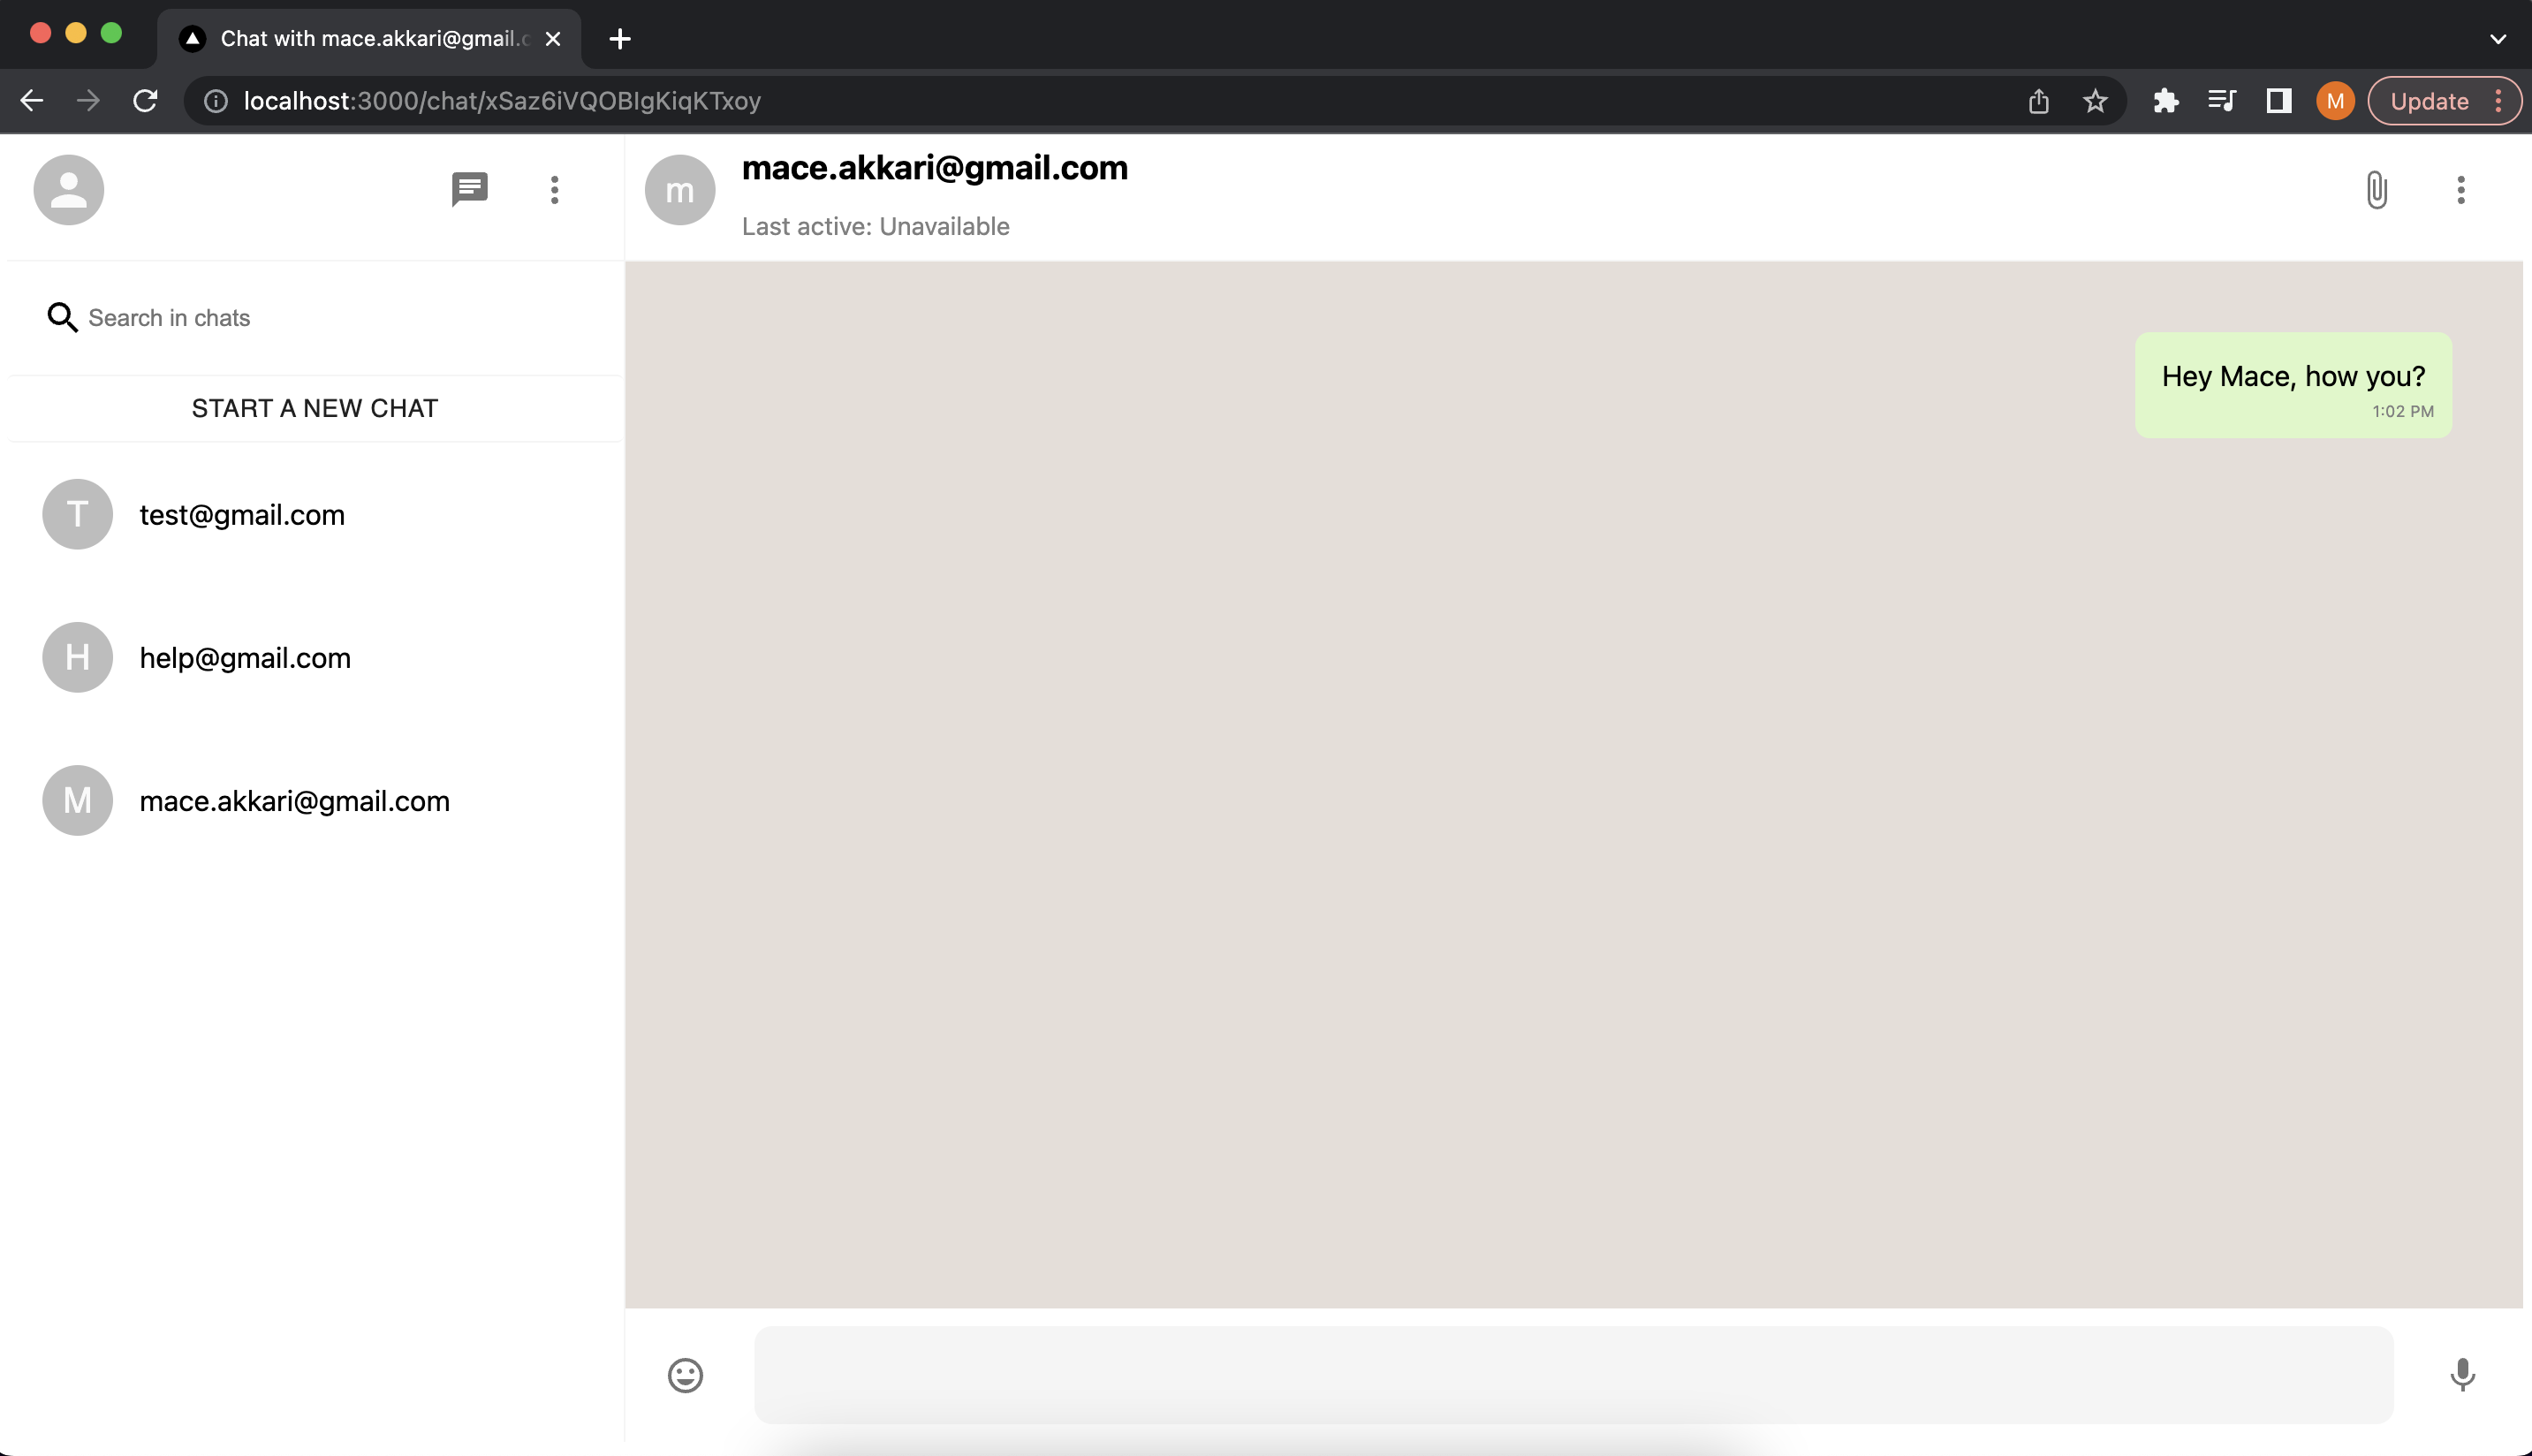 Chat with mace.akkari@gmail.c
localhost:3000/chat/xSaz6iVQOBIgKiqKTxoy
M
Update
m
mace.akkari@gmail.com
Last active: Unavailable
Search in chats
START A NEW CHAT
T
test@gmail.com
H
help@gmail.com
M
mace.akkari@gmail.com
Hey Mace, how you?
1:02 PM